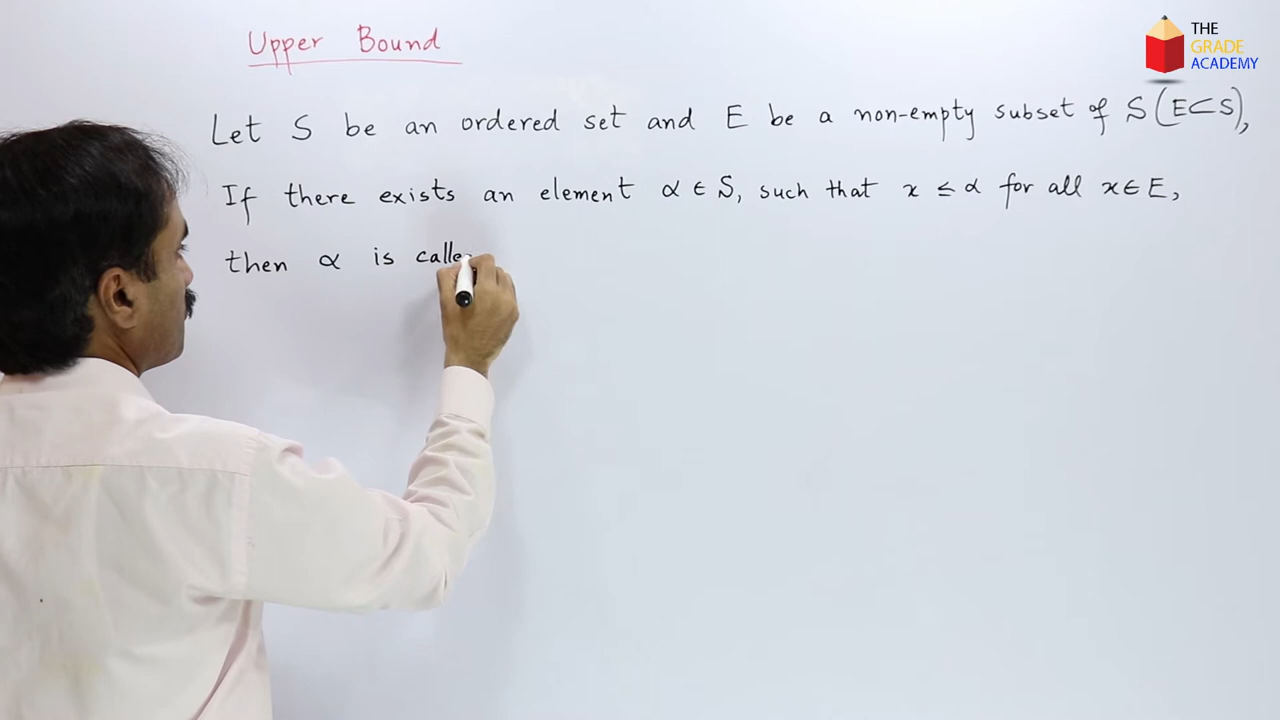 Upper Bound
THE
GRADE
ACADEMY
Let S be an ordered set and E be a non-empty subset of S (E⊂S),
If there exists an element α ∈ S, such that x ≤ α for all x ∈ E,
then α is calle